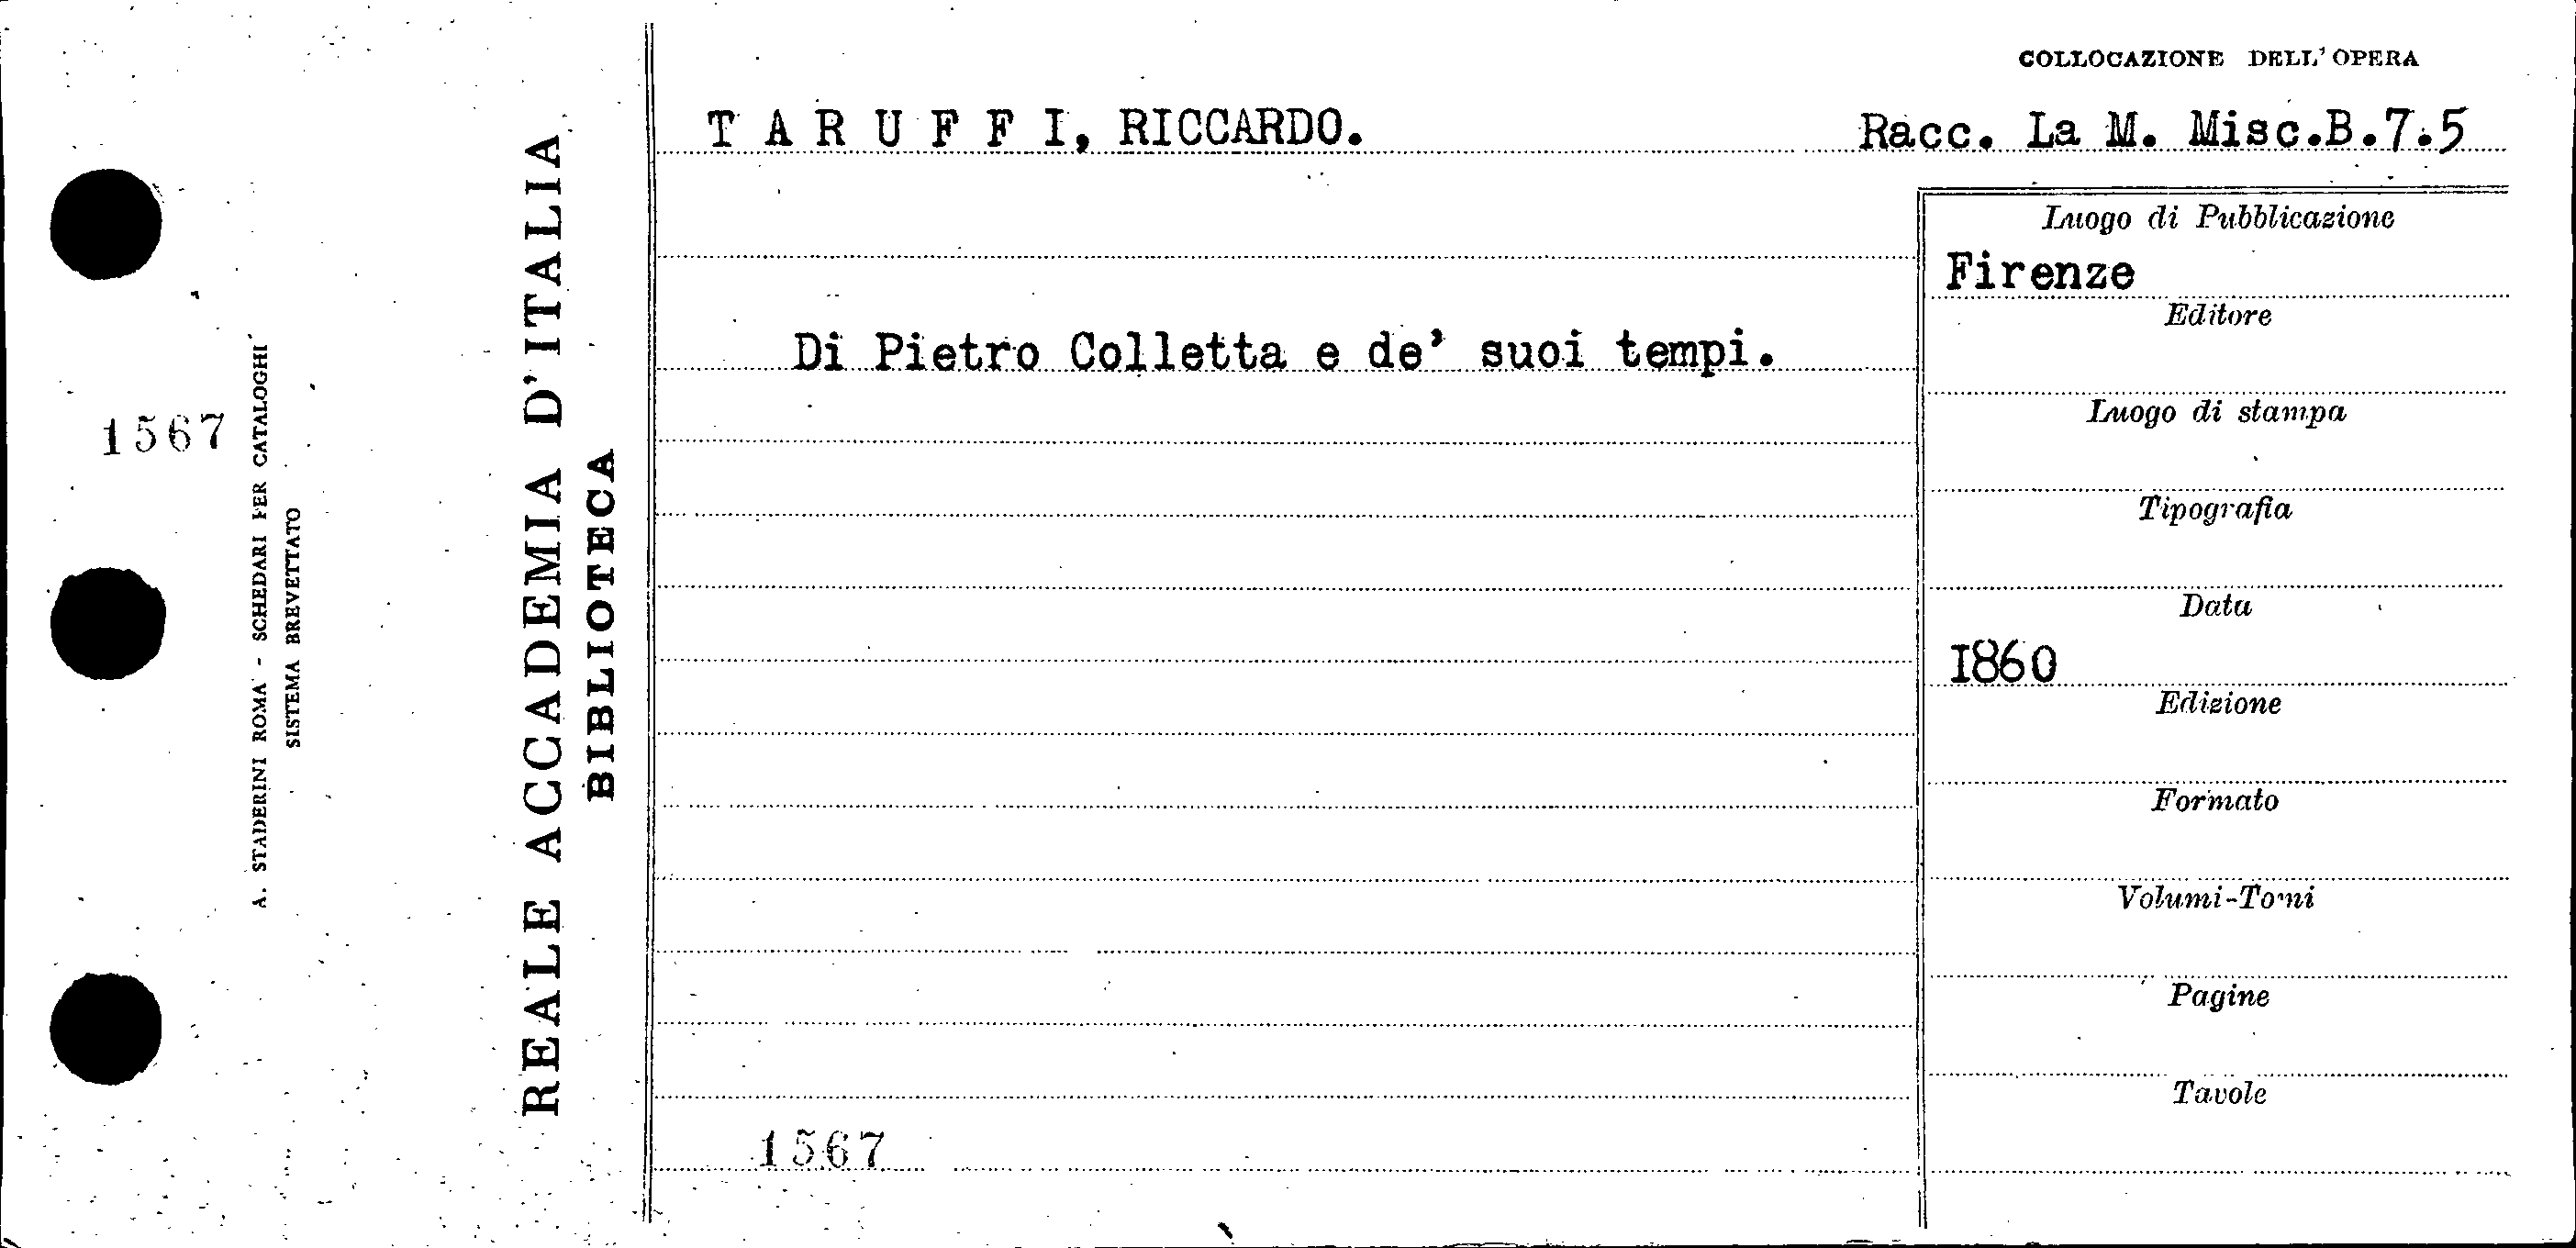 COLLOCAZIONE DELL' OPERA
T A R U F F I, RICCARDO.
Racc. La M. Misc.B.7.5
Di Pietro Colletta e de' suoi tempi.
Luogo di Pubblicazione
Firenze
Editore
Luogo di stampa
Tipografia
Data
I860
Edizione
Formato
Volumi-Tomi
Pagine
Tavole
1567
1567
A. STADERINI ROMA - SCHEDARI PER CATALOGHI
SISTEMA BREVETTATO
REALE ACCADEMIA D'ITALIA
BIBLIOTECA